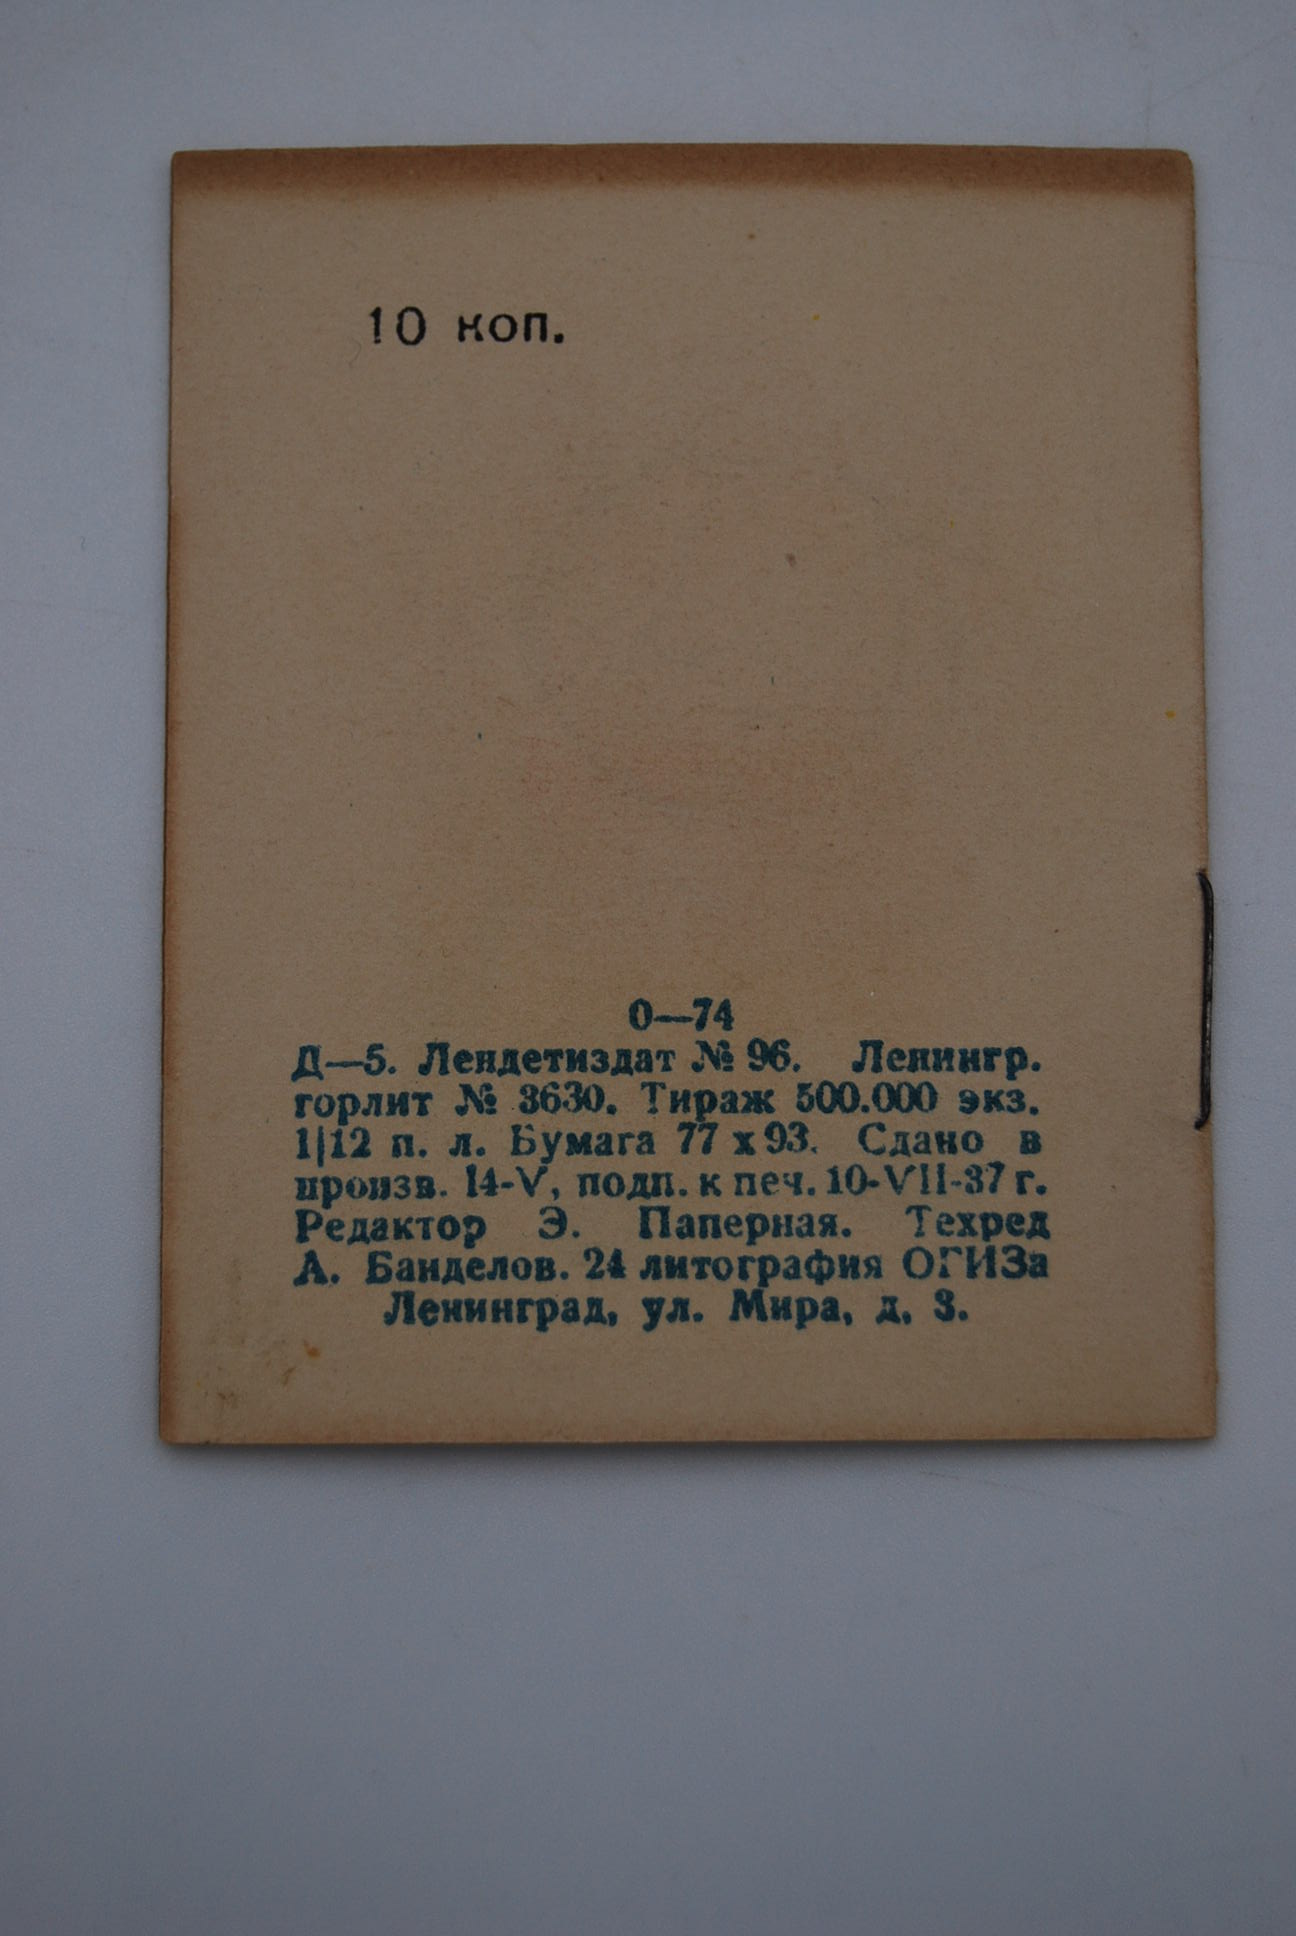 10 коп.
О—74
Д—5. Лендетиздат № 96. Ленингр.
горлит № 3630. Тираж 500.000 экз.
1|12 п. л. Бумага 77 х 93. Сдано в
произв. 14-V, подп. к печ. 10-VII-37 г.
Редактор Э. Паперная. Техред
А. Банделов. 24 литография ОГИЗа
Ленинград, ул. Мира, д. 3.